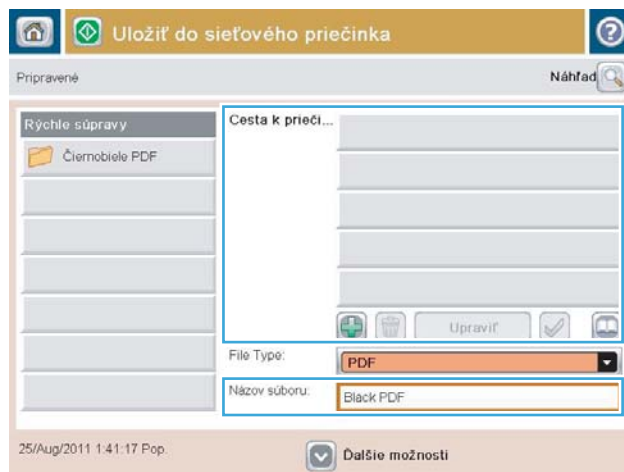 Uložiť do sieťového priečinka
Pripravené
Náhľad
Rýchle súpravy
Čiernobiele PDF
Cesta k prieči...
Upraviť
File Type:
PDF
Názov súboru:
Black PDF
25/Aug/2011 1:41:17 Pop.
Ďalšie možnosti